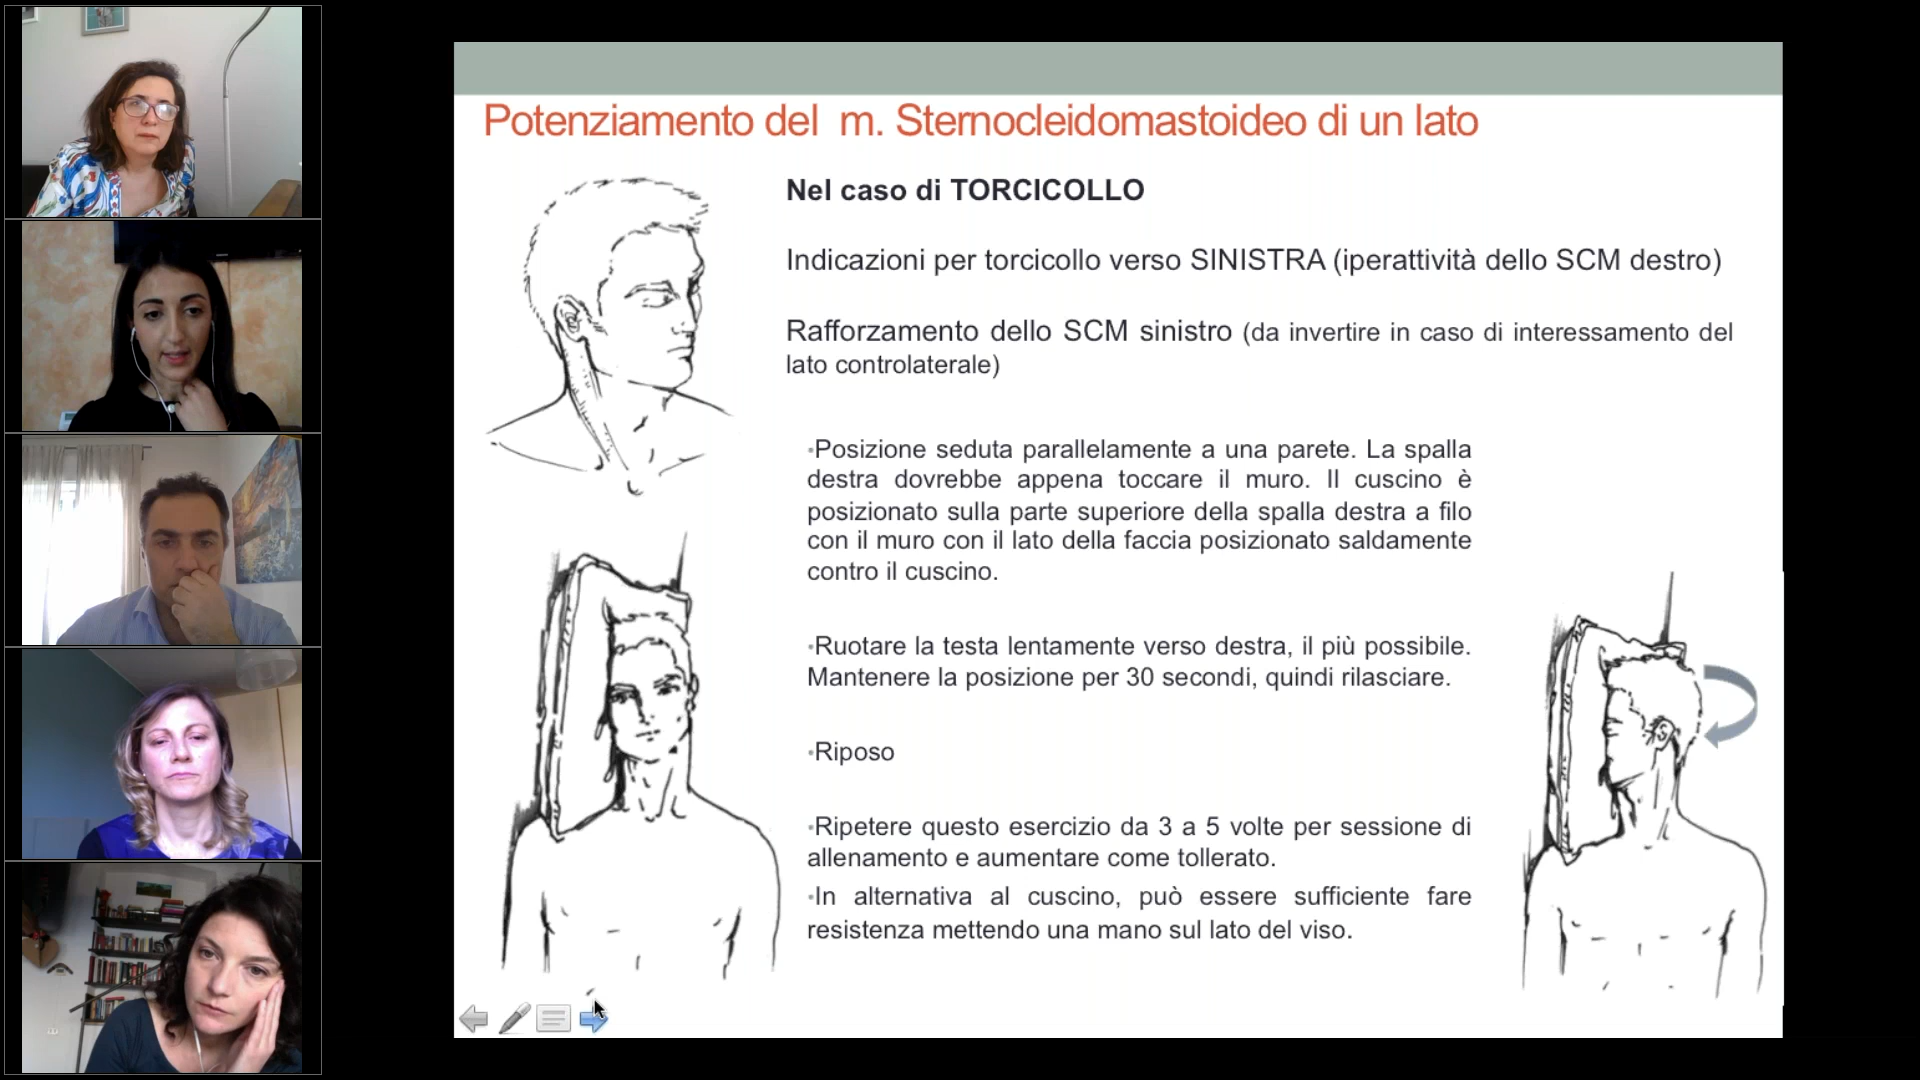 Potenziamento del m. Sternocleidomastoideo di un lato
Nel caso di TORCICOLLO
Indicazioni per torcicollo verso SINISTRA (iperattività dello SCM destro)
Rafforzamento dello SCM sinistro (da invertire in caso di interessamento del
lato controlaterale)
•Posizione seduta parallelamente a una parete. La spalla
destra dovrebbe appena toccare il muro. Il cuscino è
posizionato sulla parte superiore della spalla destra a filo
con il muro con il lato della faccia posizionato saldamente
contro il cuscino.
•Ruotare la testa lentamente verso destra, il più possibile.
Mantenere la posizione per 30 secondi, quindi rilasciare.
•Riposo
•Ripetere questo esercizio da 3 a 5 volte per sessione di
allenamento e aumentare come tollerato.
•In alternativa al cuscino, può essere sufficiente fare
resistenza mettendo una mano sul lato del viso.